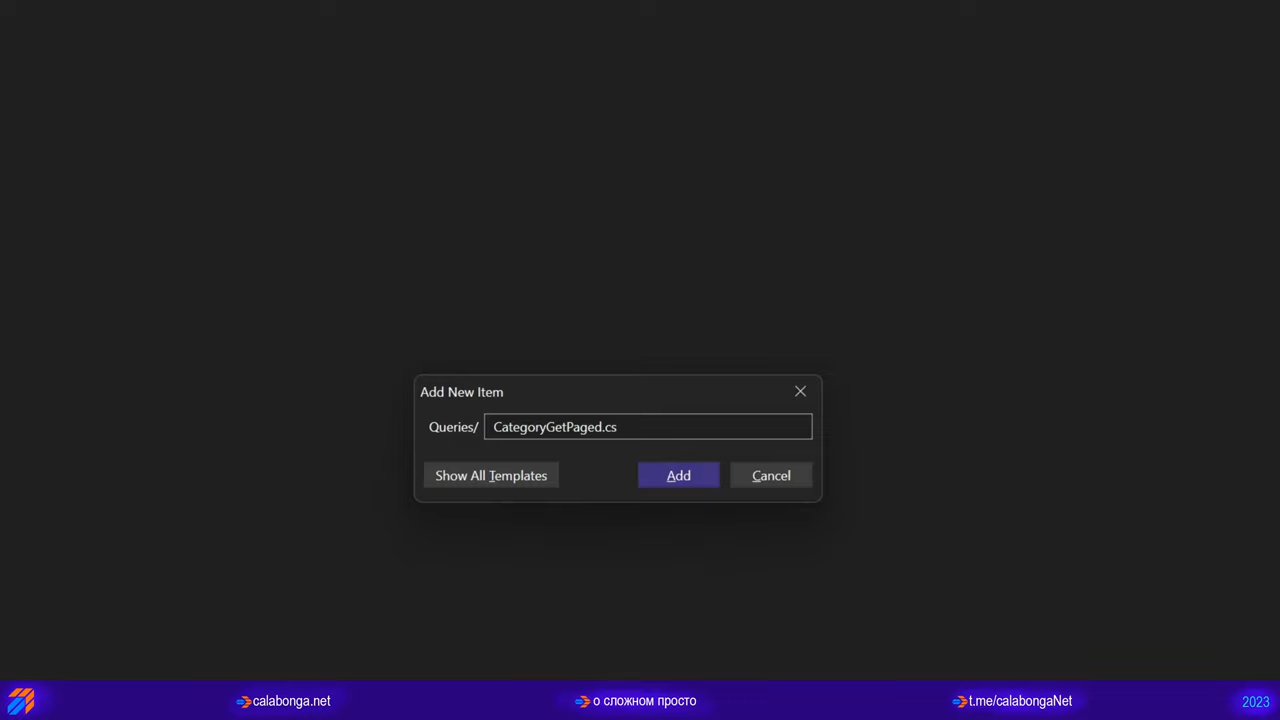 Add New Item
Queries/ CategoryGetPaged.cs
Show All Templates Add Cancel
calabonga.net о сложном просто t.me/calabongaNet 2023